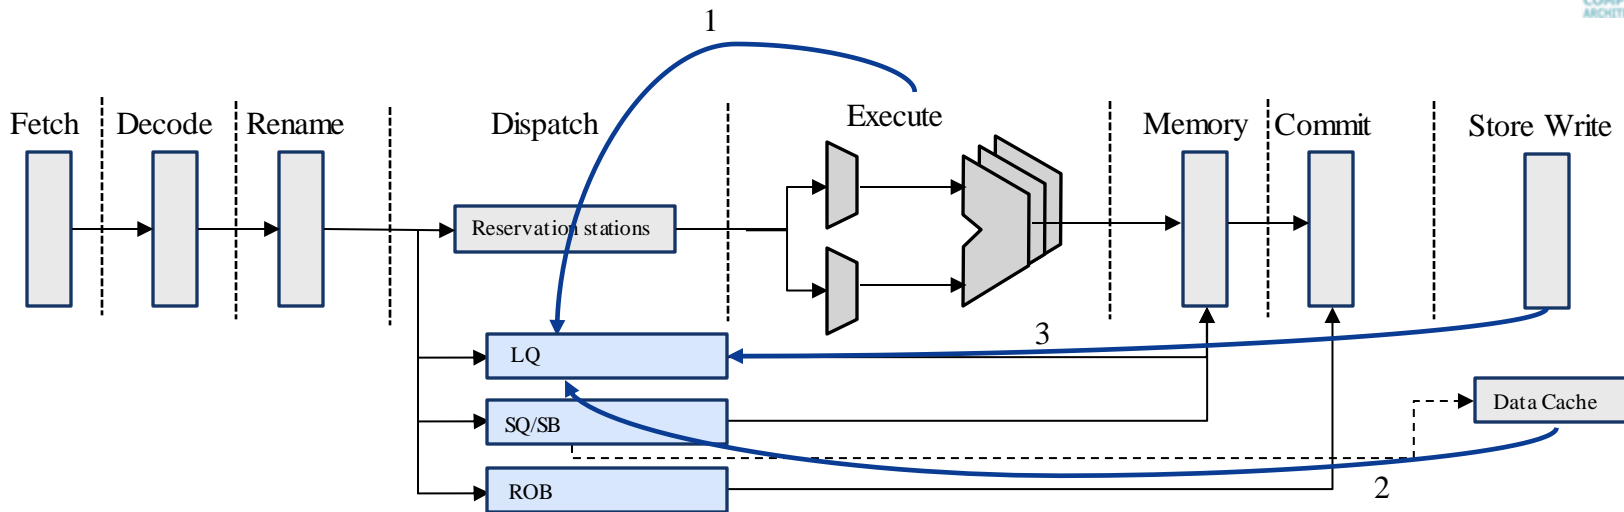 1
Fetch
Decode
Rename
Dispatch
Execute
Memory
Commit
Store Write
Reservation stations
LQ
3
SQ/SB
Data Cache
ROB
2